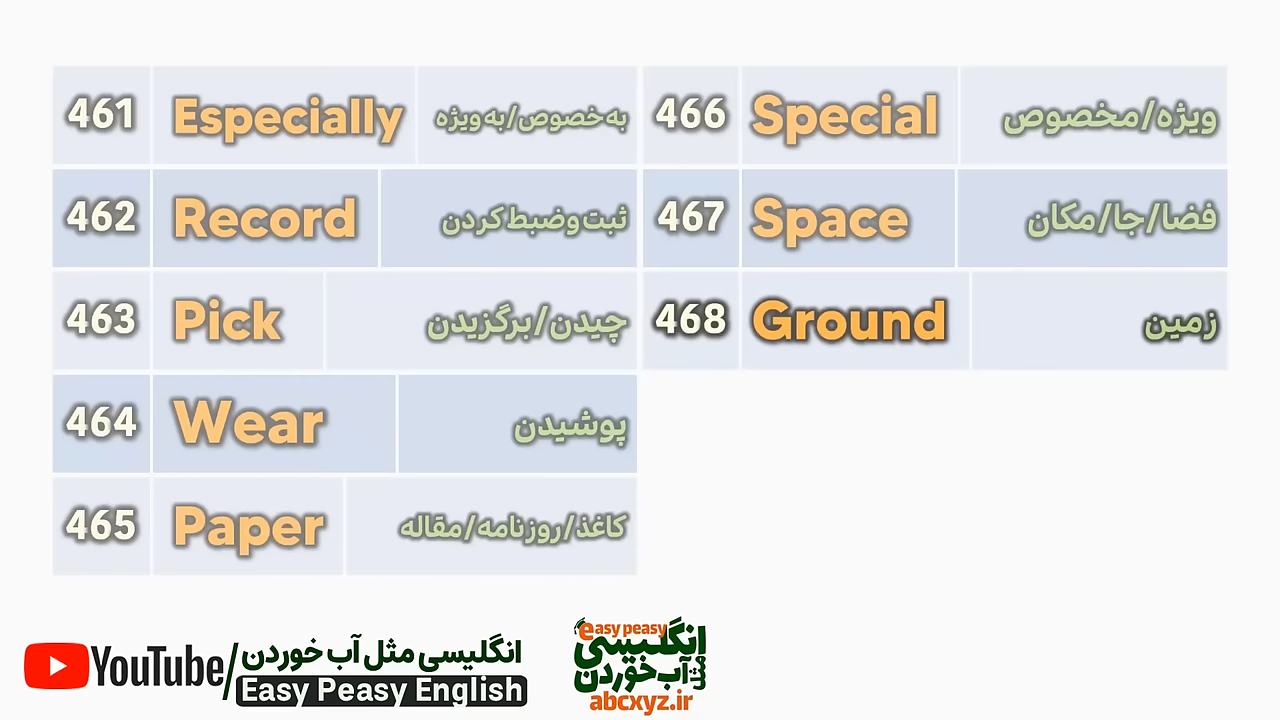 461 Especially به خصوص/به ویژه
462 Record ثبت و ضبط کردن
463 Pick چیدن/برگزیدن
464 Wear پوشیدن
465 Paper کاغذ/روزنامه/مقاله
466 Special ویژه/مخصوص
467 Space فضا/جا/مکان
468 Ground زمین
YouTube/انگلیسی مثل آب خوردن
Easy Peasy English
easy peasy
انگلیسی
مثل آب خوردن
abcxyz.ir